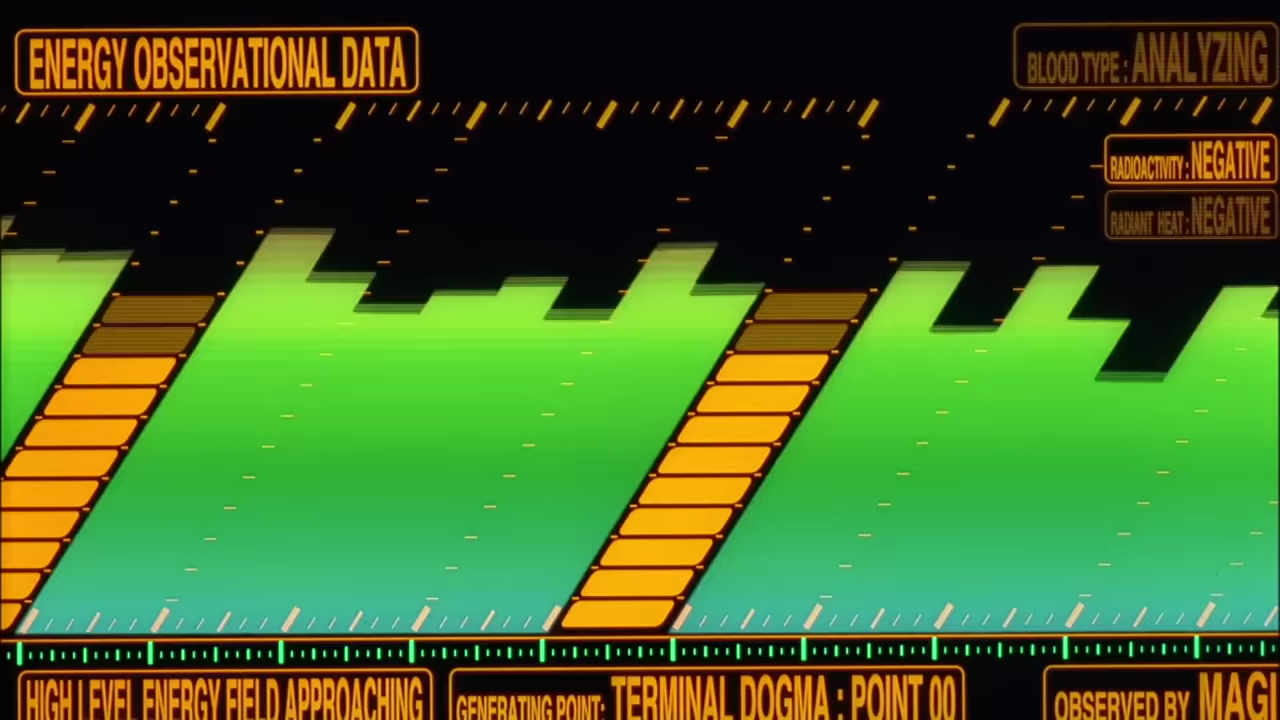 ENERGY OBSERVATIONAL DATA
BLOOD TYPE : ANALYZING
RADIOACTIVITY : NEGATIVE
RADIANT HEAT : NEGATIVE
HIGH LEVEL ENERGY FIELD APPROACHING
GENERATING POINT: TERMINAL DOGMA : POINT 00
OBSERVED BY MAGI